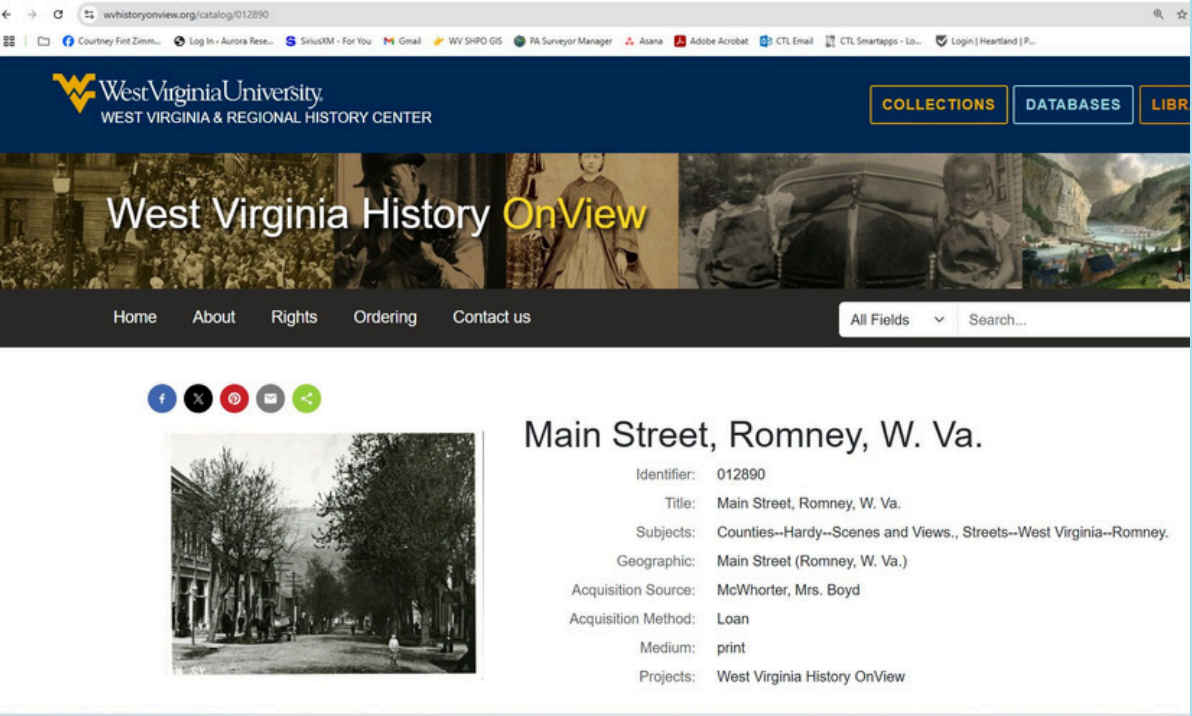 wvhistoryonview.org/catalog/012890
Courtney Fint Zimm... Log In ‹ Aurora Rese... SiriusXM - For You Gmail WV SHPO GIS PA Surveyor Manager Asana Adobe Acrobat CTL Email CTL Smartapps - Lo... Login | Heartland | P...
West Virginia University.
WEST VIRGINIA & REGIONAL HISTORY CENTER
COLLECTIONS DATABASES LIBR
West Virginia History OnView
Home About Rights Ordering Contact us All Fields Search...
Main Street, Romney, W. Va.
Identifier: 012890
Title: Main Street, Romney, W. Va.
Subjects: Counties--Hardy--Scenes and Views., Streets--West Virginia--Romney.
Geographic: Main Street (Romney, W. Va.)
Acquisition Source: McWhorter, Mrs. Boyd
Acquisition Method: Loan
Medium: print
Projects: West Virginia History OnView